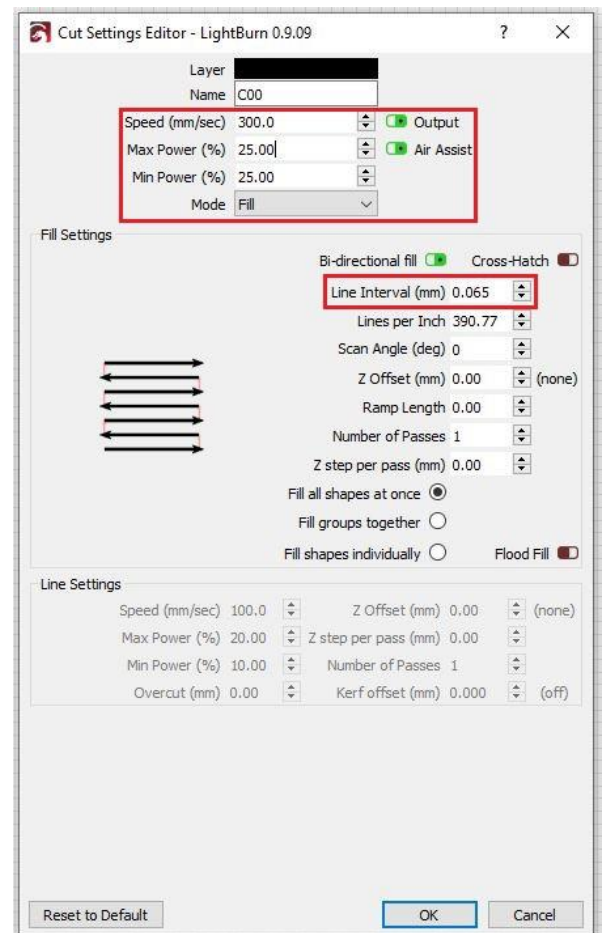 Cut Settings Editor - LightBurn 0.9.09 ?
Layer
Name C00
Speed (mm/sec) 300.0 Output
Max Power (%) 25.00 Air Assist
Min Power (%) 25.00
Mode Fill
Fill Settings
Bi-directional fill Cross-Hatch
Line Interval (mm) 0.065
Lines per Inch 390.77
Scan Angle (deg) 0
Z Offset (mm) 0.00 (none)
Ramp Length 0.00
Number of Passes 1
Z step per pass (mm) 0.00
Fill all shapes at once
Fill groups together
Fill shapes individually Flood Fill
Line Settings
Speed (mm/sec) 100.0 Z Offset (mm) 0.00 (none)
Max Power (%) 20.00 Z step per pass (mm) 0.00
Min Power (%) 10.00 Number of Passes 1
Overcut (mm) 0.00 Kerf offset (mm) 0.000 (off)
Reset to Default OK Cancel